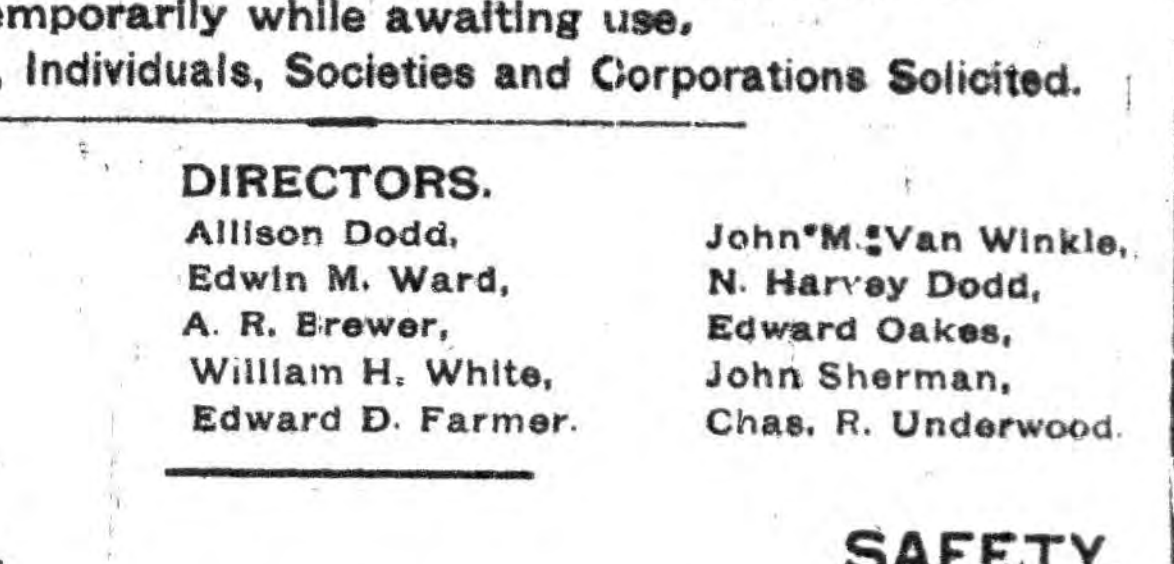 temporarily while awaiting use.
, Individuals, Societies and Corporations Solicited.
DIRECTORS.
Allison Dodd,
Edwin M. Ward,
A. R. Brewer,
William H. White,
Edward D. Farmer.
John M. Van Winkle,
N. Harvey Dodd,
Edward Oakes,
John Sherman,
Chas. R. Underwood.
SAFETY